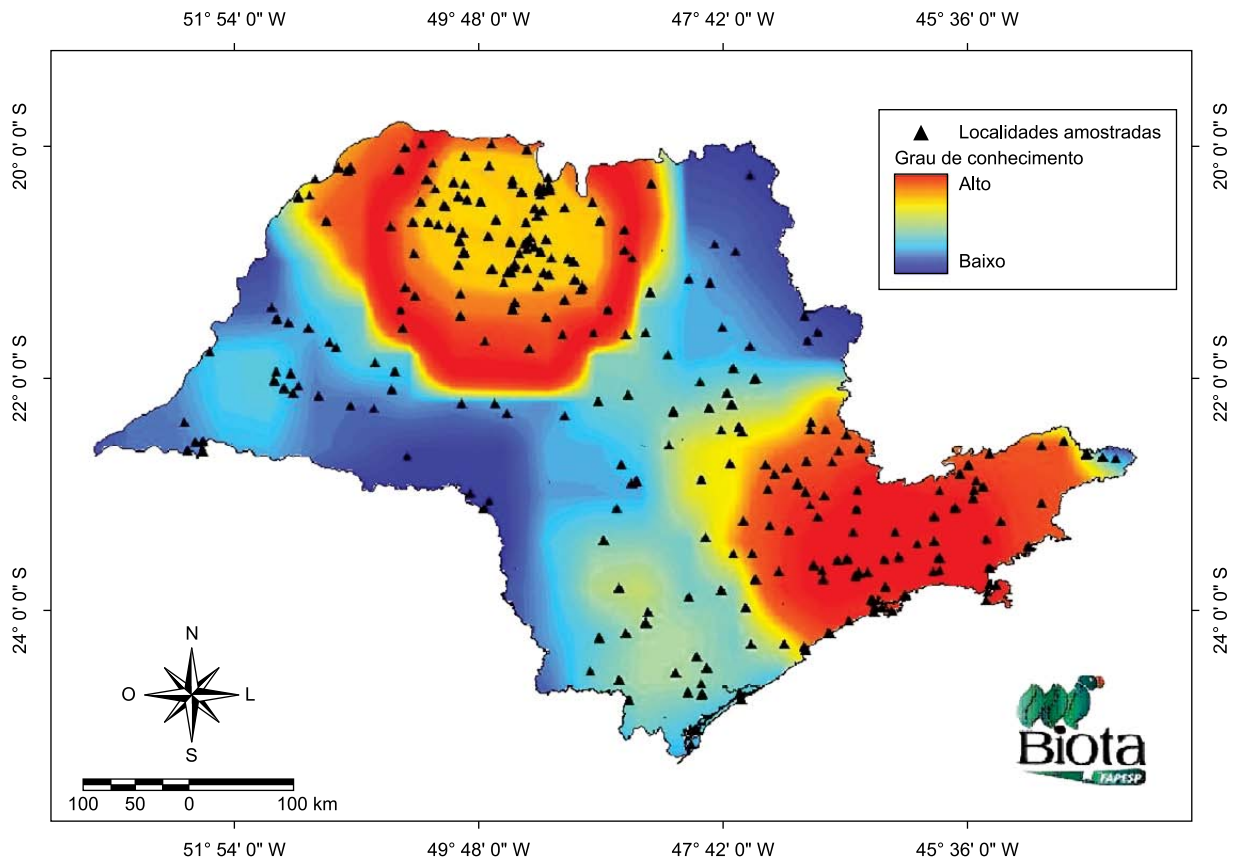 51° 54' 0" W
49° 48' 0" W
47° 42' 0" W
45° 36' 0" W
20° 0' 0" S
20° 0' 0" S
Localidades amostradas
Grau de conhecimento
Alto
Baixo
22° 0' 0" S
22° 0' 0" S
24° 0' 0" S
24° 0' 0" S
N
O
L
S
100 50 0 100 km
Biota
FAPESP
51° 54' 0" W
49° 48' 0" W
47° 42' 0" W
45° 36' 0" W